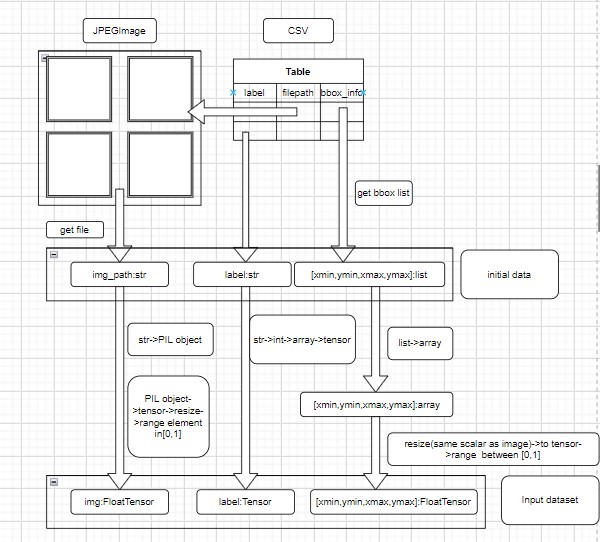 JPEGImage
CSV
Table
label
filepath
bbox_info
get bbox list
get file
img_path:str
label:str
[xmin,ymin,xmax,ymax]:list
initial data
str->PIL object
str->int->array->tensor
list->array
PIL object-
->tensor->resize-
->range element
in[0,1]
[xmin,ymin,xmax,ymax]:array
resize(same scalar as image)->to tensor-
->range  between [0,1]
img:FloatTensor
label:Tensor
[xmin,ymin,xmax,ymax]:FloatTensor
Input dataset